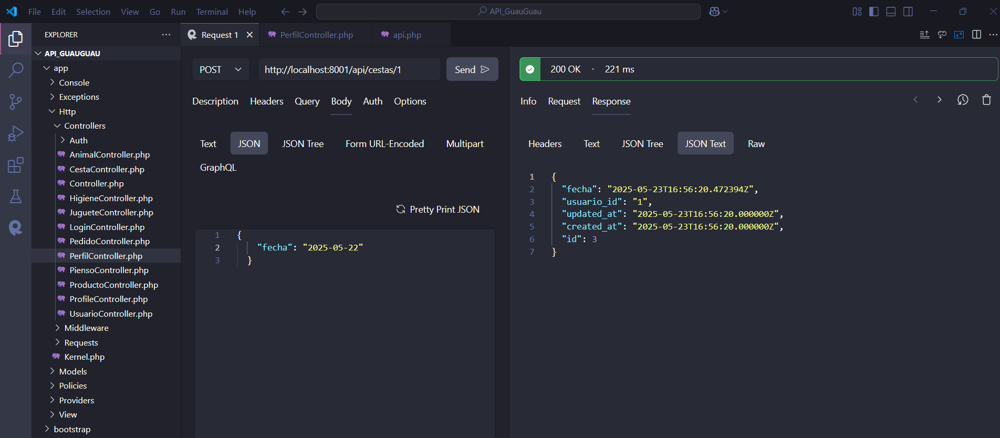 File Edit Selection View Go Run Terminal Help API_GuauGuau
EXPLORER
API_GUAUGUAU
app
Console
Exceptions
Http
Controllers
Auth
AnimalController.php
CestaController.php
Controller.php
HigieneController.php
JugueteController.php
LoginController.php
PedidoController.php
PerfilController.php
PiensoController.php
ProductoController.php
ProfileController.php
UsuarioController.php
Middleware
Requests
Kernel.php
Models
Policies
Providers
View
bootstrap
Request 1 PerfilController.php api.php
POST http://localhost:8001/api/cestas/1 Send
Description Headers Query Body Auth Options
Text JSON JSON Tree Form URL-Encoded Multipart
GraphQL
Pretty Print JSON
1 {
2 "fecha": "2025-05-22"
3 }
200 OK · 221 ms
Info Request Response
Headers Text JSON Tree JSON Text Raw
1 {
2 "fecha": "2025-05-23T16:56:20.472394Z",
3 "usuario_id": "1",
4 "updated_at": "2025-05-23T16:56:20.000000Z",
5 "created_at": "2025-05-23T16:56:20.000000Z",
6 "id": 3
7 }